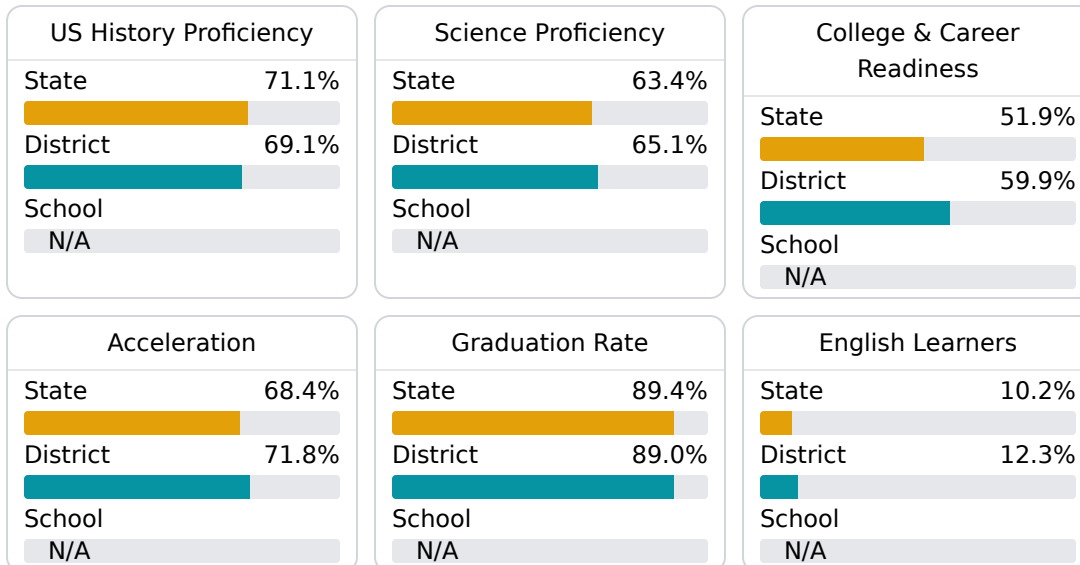 US History Proficiency
State 71.1%
District 69.1%
School
N/A
Science Proficiency
State 63.4%
District 65.1%
School
N/A
College & Career
Readiness
State 51.9%
District 59.9%
School
N/A
Acceleration
State 68.4%
District 71.8%
School
N/A
Graduation Rate
State 89.4%
District 89.0%
School
N/A
English Learners
State 10.2%
District 12.3%
School
N/A